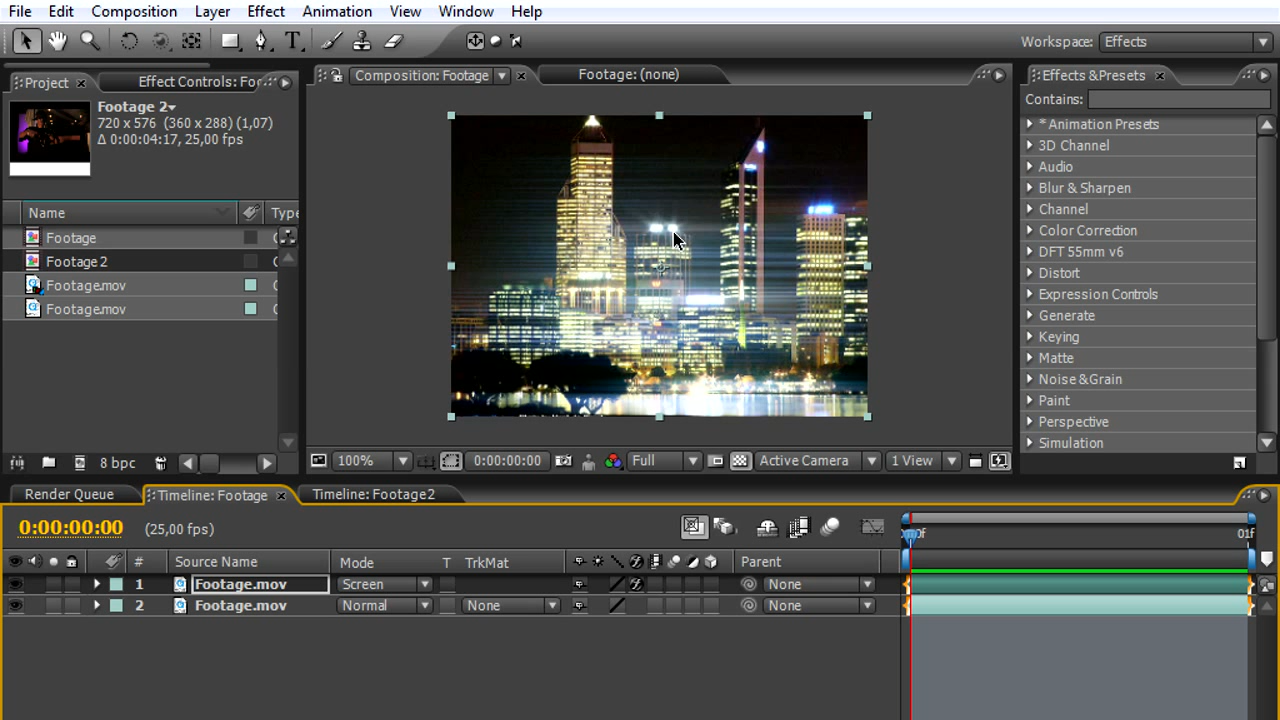 File Edit Composition Layer Effect Animation View Window Help
Workspace: Effects
Project Effect Controls: Foo
Composition: Footage Footage: (none) Effects & Presets
Footage 2
720 x 576 (360 x 288) (1,07)
Δ 0:00:04:17, 25,00 fps
Contains:
* Animation Presets
3D Channel
Audio
Blur & Sharpen
Channel
Color Correction
DFT 55mm v6
Distort
Expression Controls
Generate
Keying
Matte
Noise & Grain
Paint
Perspective
Simulation
Name Type
Footage
Footage 2
Footage.mov
Footage.mov
8 bpc
100% 0:00:00:00 Full Active Camera 1 View
Render Queue Timeline: Footage Timeline: Footage 2
0:00:00:00 (25,00 fps)
01f
# Source Name Mode T TrkMat Parent
1 Footage.mov Screen None
2 Footage.mov Normal None None